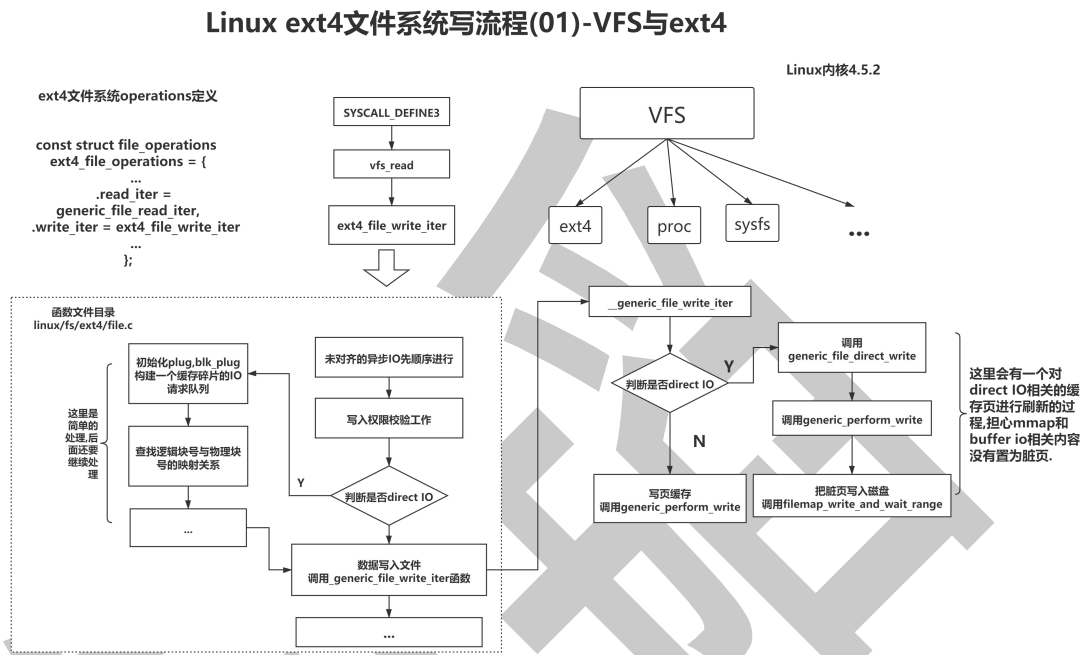 Linux ext4文件系统写流程(01)-VFS与ext4
Linux内核4.5.2
ext4文件系统operations定义
const struct file_operations
ext4_file_operations = {
...
.read_iter =
generic_file_read_iter,
.write_iter = ext4_file_write_iter
...
};
SYSCALL_DEFINE3
vfs_read
ext4_file_write_iter
VFS
ext4
proc
sysfs
...
函数文件目录
linux/fs/ext4/file.c
初始化plug,blk_plug
构建一个缓存碎片的IO
请求队列
这里是
简单的
处理,后
面还要
继续处
理
查找逻辑块号与物理块
号的映射关系
...
未对齐的异步IO先顺序进行
写入权限校验工作
判断是否direct IO
Y
数据写入文件
调用_generic_file_write_iter函数
...
__generic_file_write_iter
判断是否direct IO
Y
N
写页缓存
调用generic_perform_write
调用
generic_file_direct_write
调用generic_perform_write
把脏页写入磁盘
调用filemap_write_and_wait_range
这里会有一个对
direct IO相关的缓
存页进行刷新的过
程,担心mmap和
buffer io相关内容
没有置为脏页.